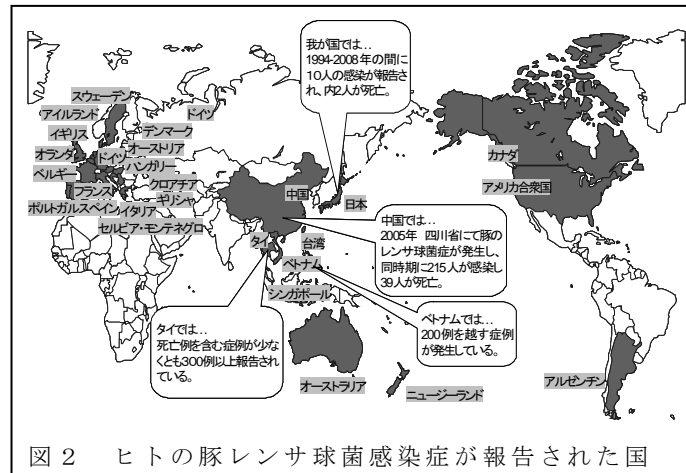 我が国では…
1994-2008年の間に
10人の感染が報告さ
れ、内2人が死亡。
スウェーデン
アイルランド
ドイツ
イギリス
デンマーク
オランダ
ドイツ
オーストリア
ベルギー
ハンガリー
フランス
クロアチア
ギリシャ
ポルトガル
スペイン
イタリア
セルビア・モンテネグロ
中国
日本
カナダ
アメリカ合衆国
タイ
台湾
ベトナム
シンガポール
中国では…
2005年 四川省にて豚の
レンサ球菌症が発生し、
同時期に215人が感染し
39人が死亡。
タイでは…
死亡例を含む症例が少な
くとも300例以上報告され
ている。
ベトナムでは…
200例を越す症例
が発生している。
オーストラリア
ニュージーランド
アルゼンチン
図２ ヒトの豚レンサ球菌感染症が報告された国